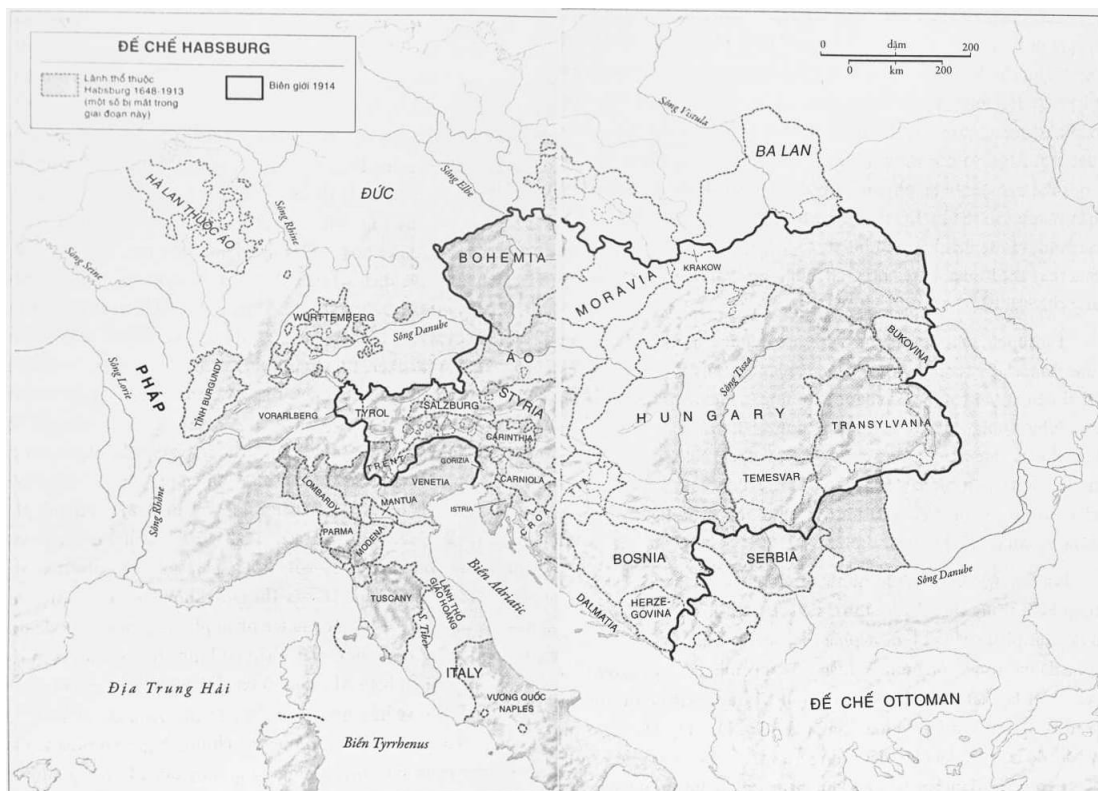 ĐẾ CHẾ HABSBURG
Lãnh thổ thuộc
Habsburg 1648-1913
(một số bị mất trong
giai đoạn này)
Biên giới 1914
0 dặm 200
0 km 200
Sông Vistula
BA LAN
ĐỨC
Sông Elbe
HÀ LAN THUỘC ÁO
Sông Rhine
Sông Seine
BOHEMIA
MORAVIA
KRAKOW
WÜRTTEMBERG
Sông Danube
BUKOVINA
ÁO
Sông Tisza
PHÁP
Sông Loric
TỈNH BURGUNDY
VORARLBERG
TYROL
SALZBURG
STYRIA
HUNGARY
TRANSYLVANIA
CARINTHIA
TRENT
GORIZIA
VENETIA
CARNIOLA
TEMESVAR
LOMBARDY
MANTUA
ISTRIA
CRO
TIA
Sông Rhône
PARMA
MODENA
BOSNIA
SERBIA
Sông Danube
Biển Adriatic
TUSCANY
LÃNH THỔ
GIÁO HOÀNG
S. Tiber
DALMATIA
HERZE-
GOVINA
ITALY
Địa Trung Hải
VƯƠNG QUỐC
NAPLES
ĐẾ CHẾ OTTOMAN
Biển Tyrrhenus